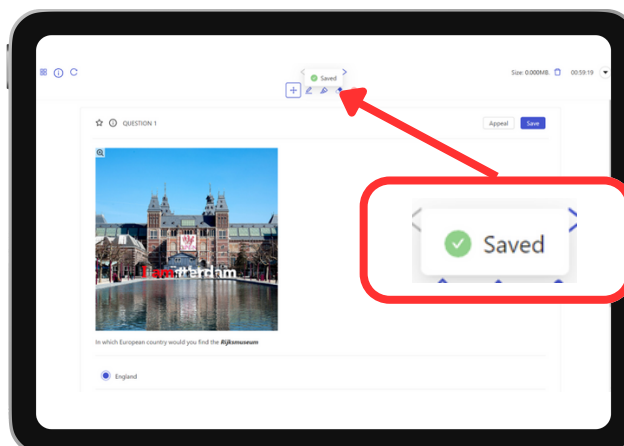 Saved
Size: 0.000MB.
00:59:19
QUESTION 1
Appeal
Save
I amsterdam
In which European country would you find the Rijksmuseum
England
Saved